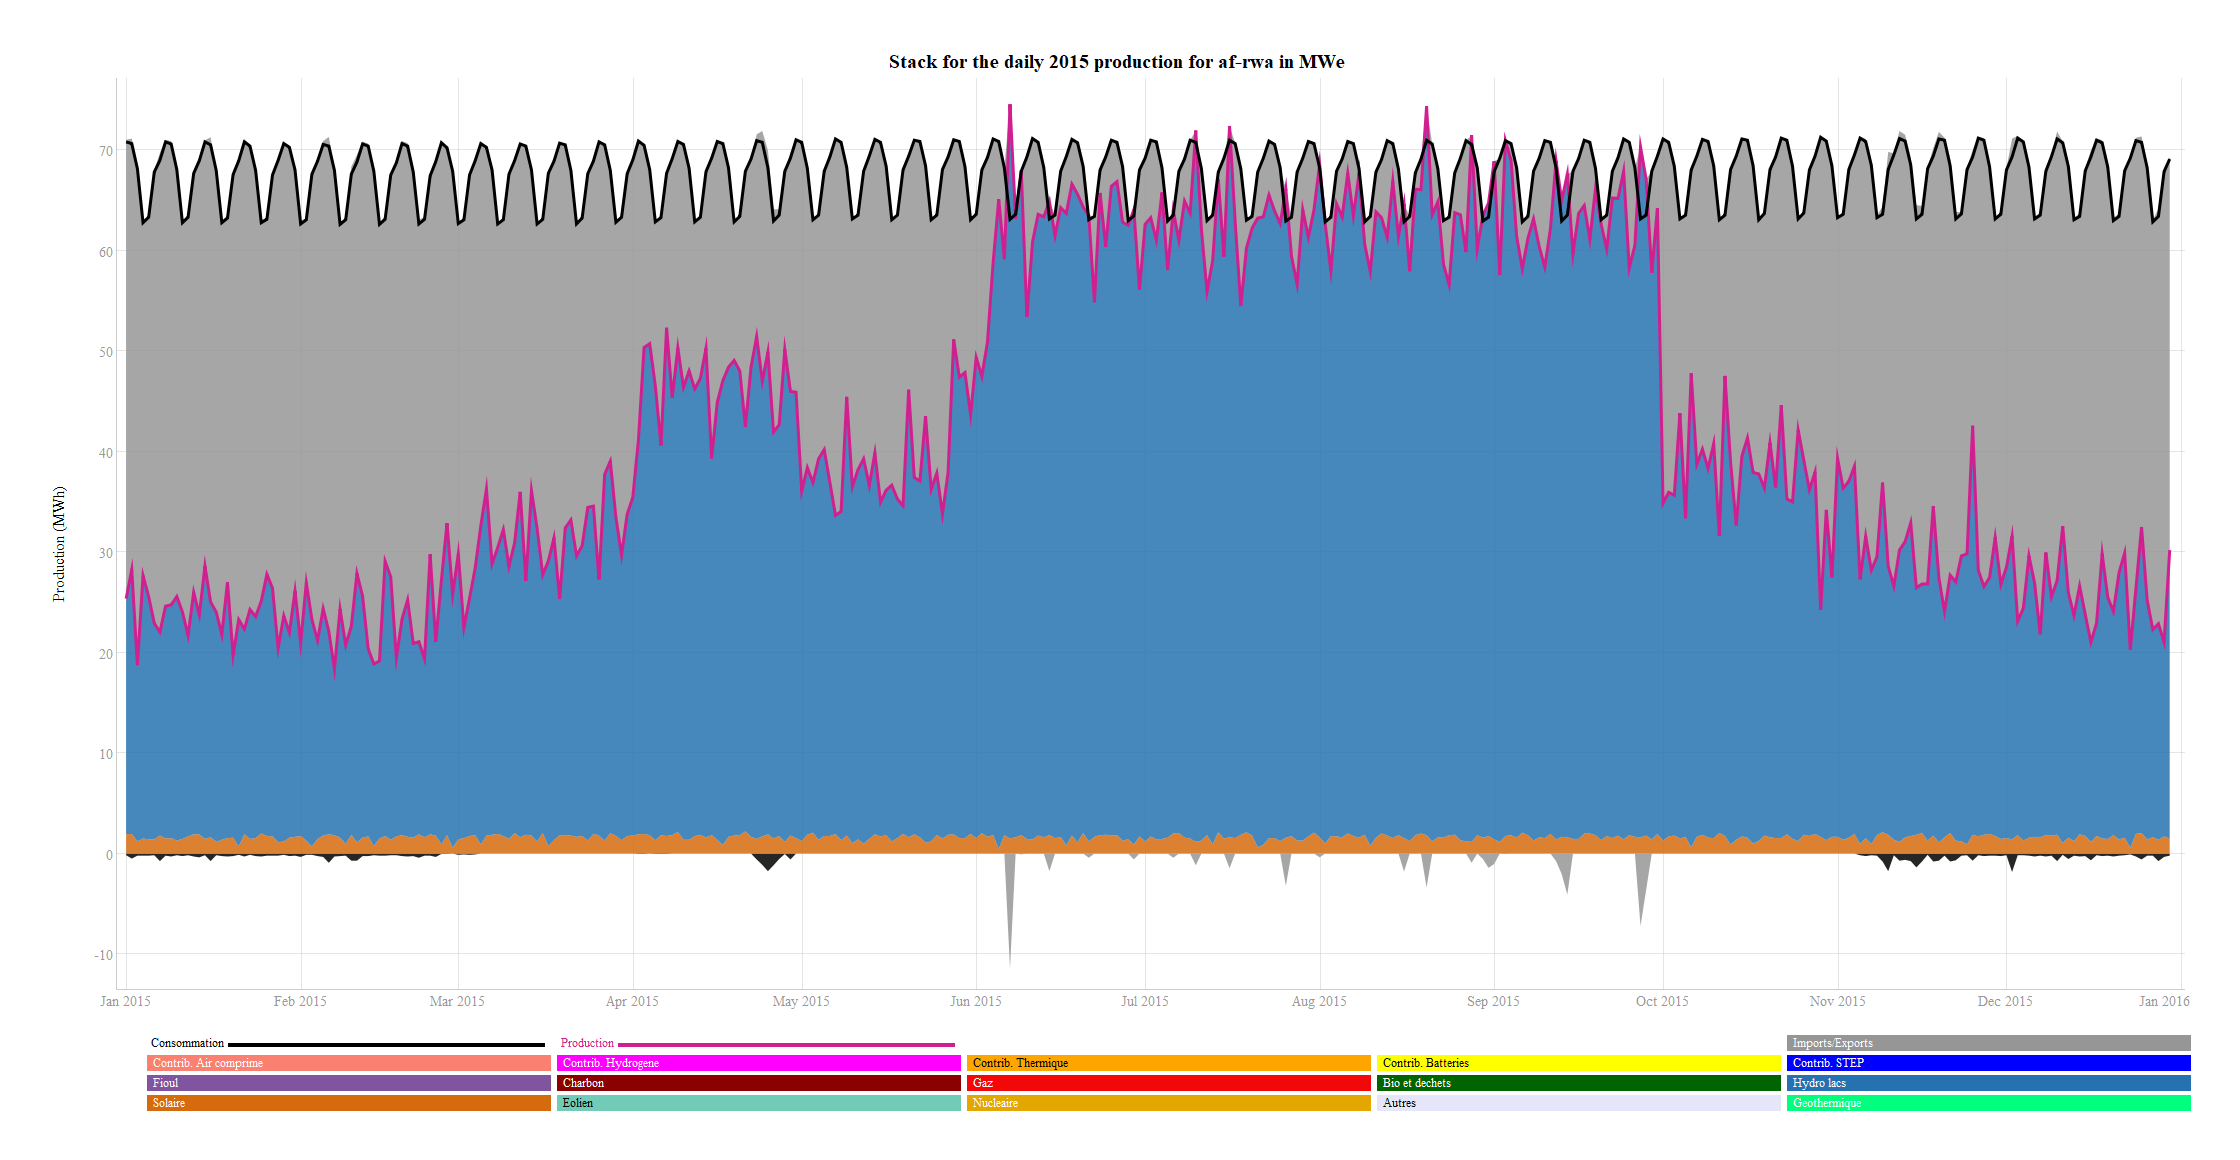 Stack for the daily 2015 production for af-rwa in MWe
Production (MWh)
70
60
50
40
30
20
10
0
-10
Jan 2015 Feb 2015 Mar 2015 Apr 2015 May 2015 Jun 2015 Jul 2015 Aug 2015 Sep 2015 Oct 2015 Nov 2015 Dec 2015 Jan 2016
Consommation Production Imports/Exports
Contrib. Air comprime Contrib. Hydrogene Contrib. Thermique Contrib. Batteries Contrib. STEP
Fioul Charbon Gaz Bio et dechets Hydro lacs
Solaire Eolien Nucleaire Autres Geothermique